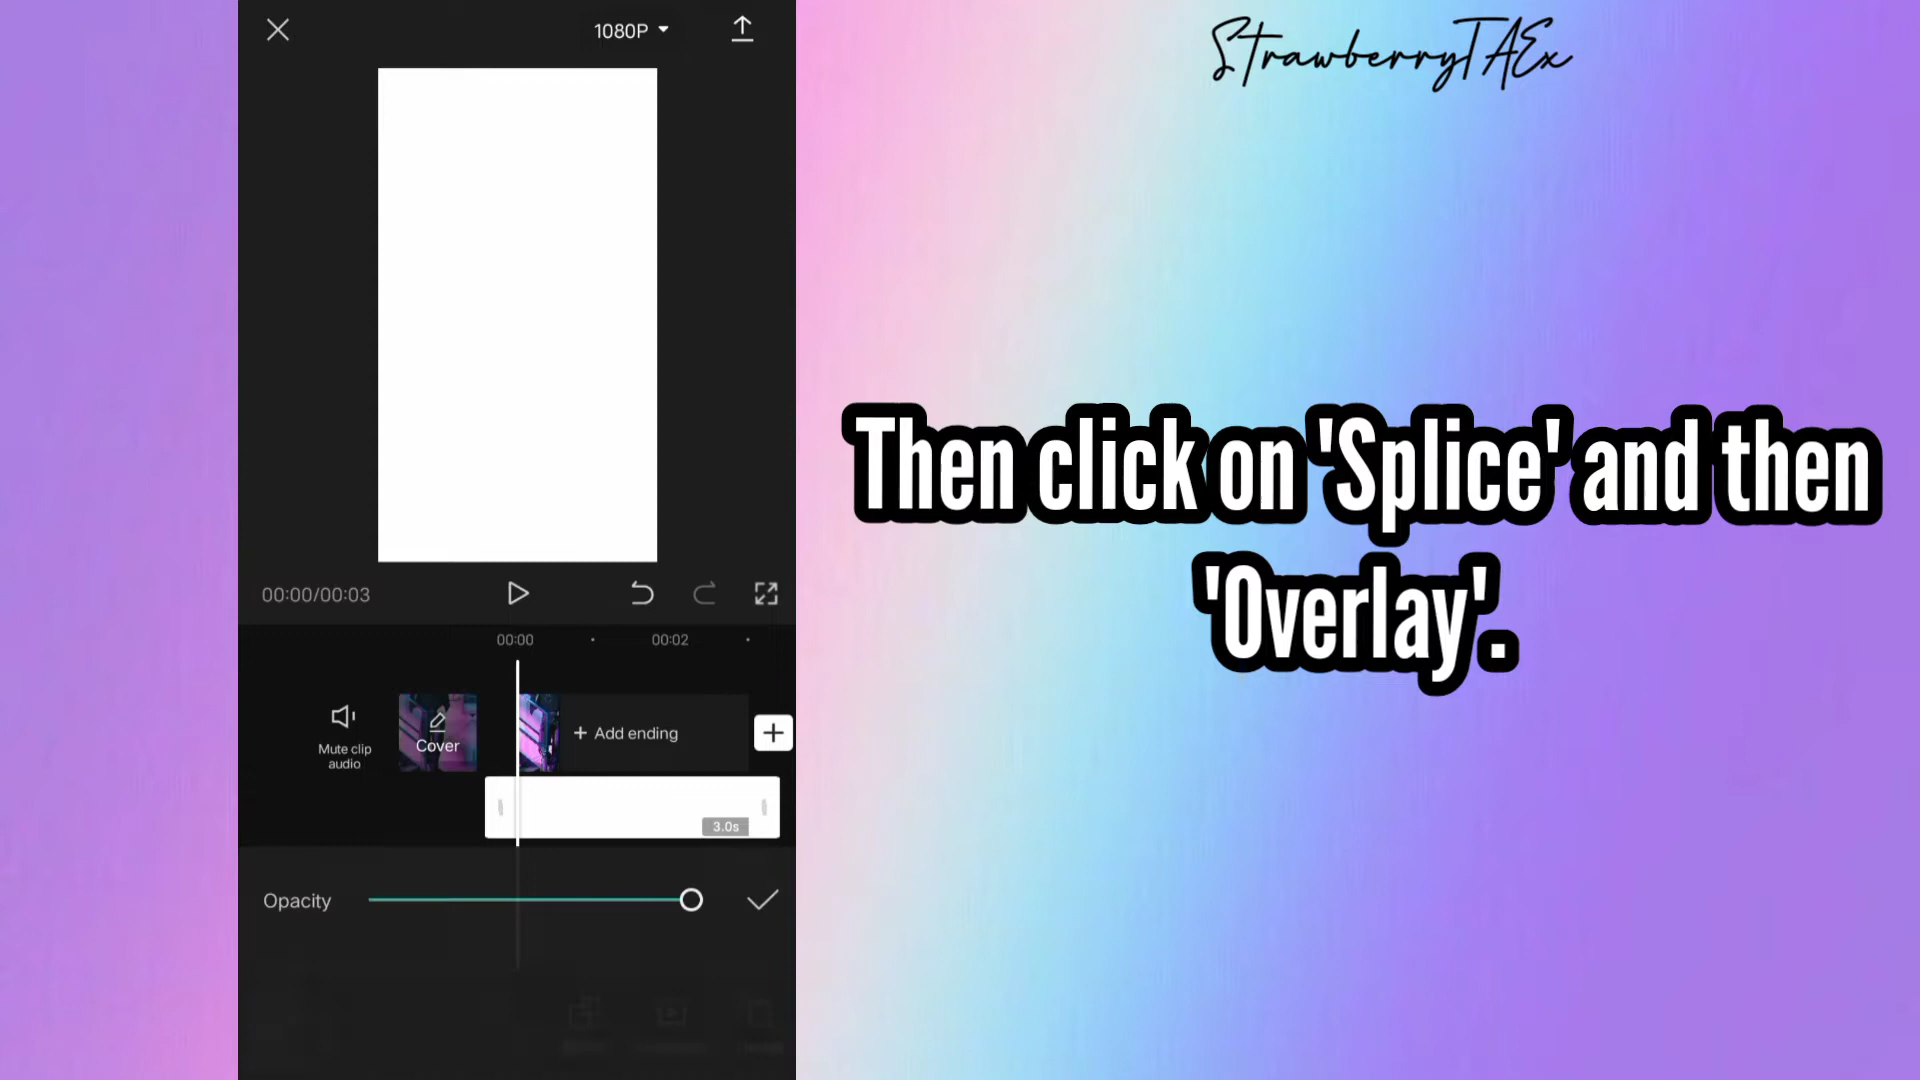 1080P
StrawberryTAEx
Then click on 'Splice' and then
'Overlay'.
00:00/00:03
00:00
00:02
Mute clip
audio
Cover
+ Add ending
+
3.0s
Opacity